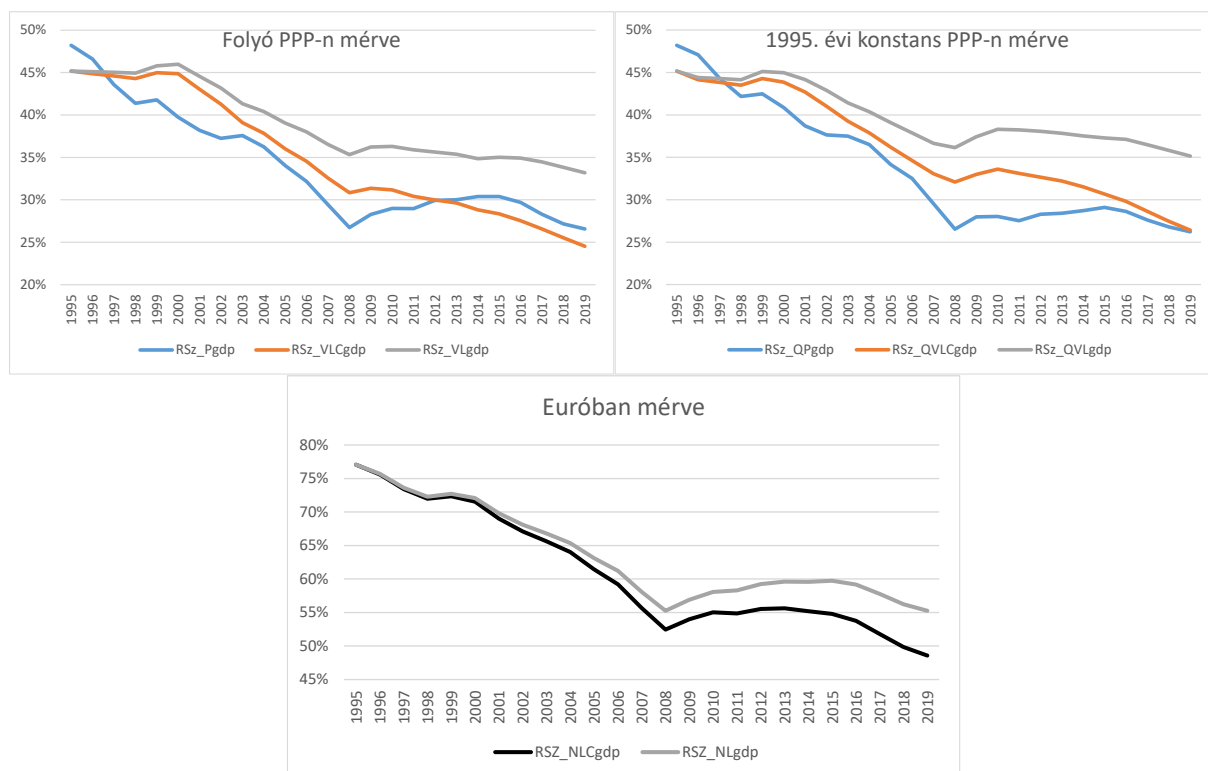 Folyó PPP-n mérve
50%
45%
40%
35%
30%
25%
20%
1995 1996 1997 1998 1999 2000 2001 2002 2003 2004 2005 2006 2007 2008 2009 2010 2011 2012 2013 2014 2015 2016 2017 2018 2019
RSz_Pgdp RSz_VLCgdp RSz_VLgdp
1995. évi konstans PPP-n mérve
50%
45%
40%
35%
30%
25%
20%
1995 1996 1997 1998 1999 2000 2001 2002 2003 2004 2005 2006 2007 2008 2009 2010 2011 2012 2013 2014 2015 2016 2017 2018 2019
RSz_QPgdp RSz_QVLCgdp RSz_QVLgdp
Euróban mérve
80%
75%
70%
65%
60%
55%
50%
45%
1995 1996 1997 1998 1999 2000 2001 2002 2003 2004 2005 2006 2007 2008 2009 2010 2011 2012 2013 2014 2015 2016 2017 2018 2019
RSZ_NLCgdp RSZ_NLgdp